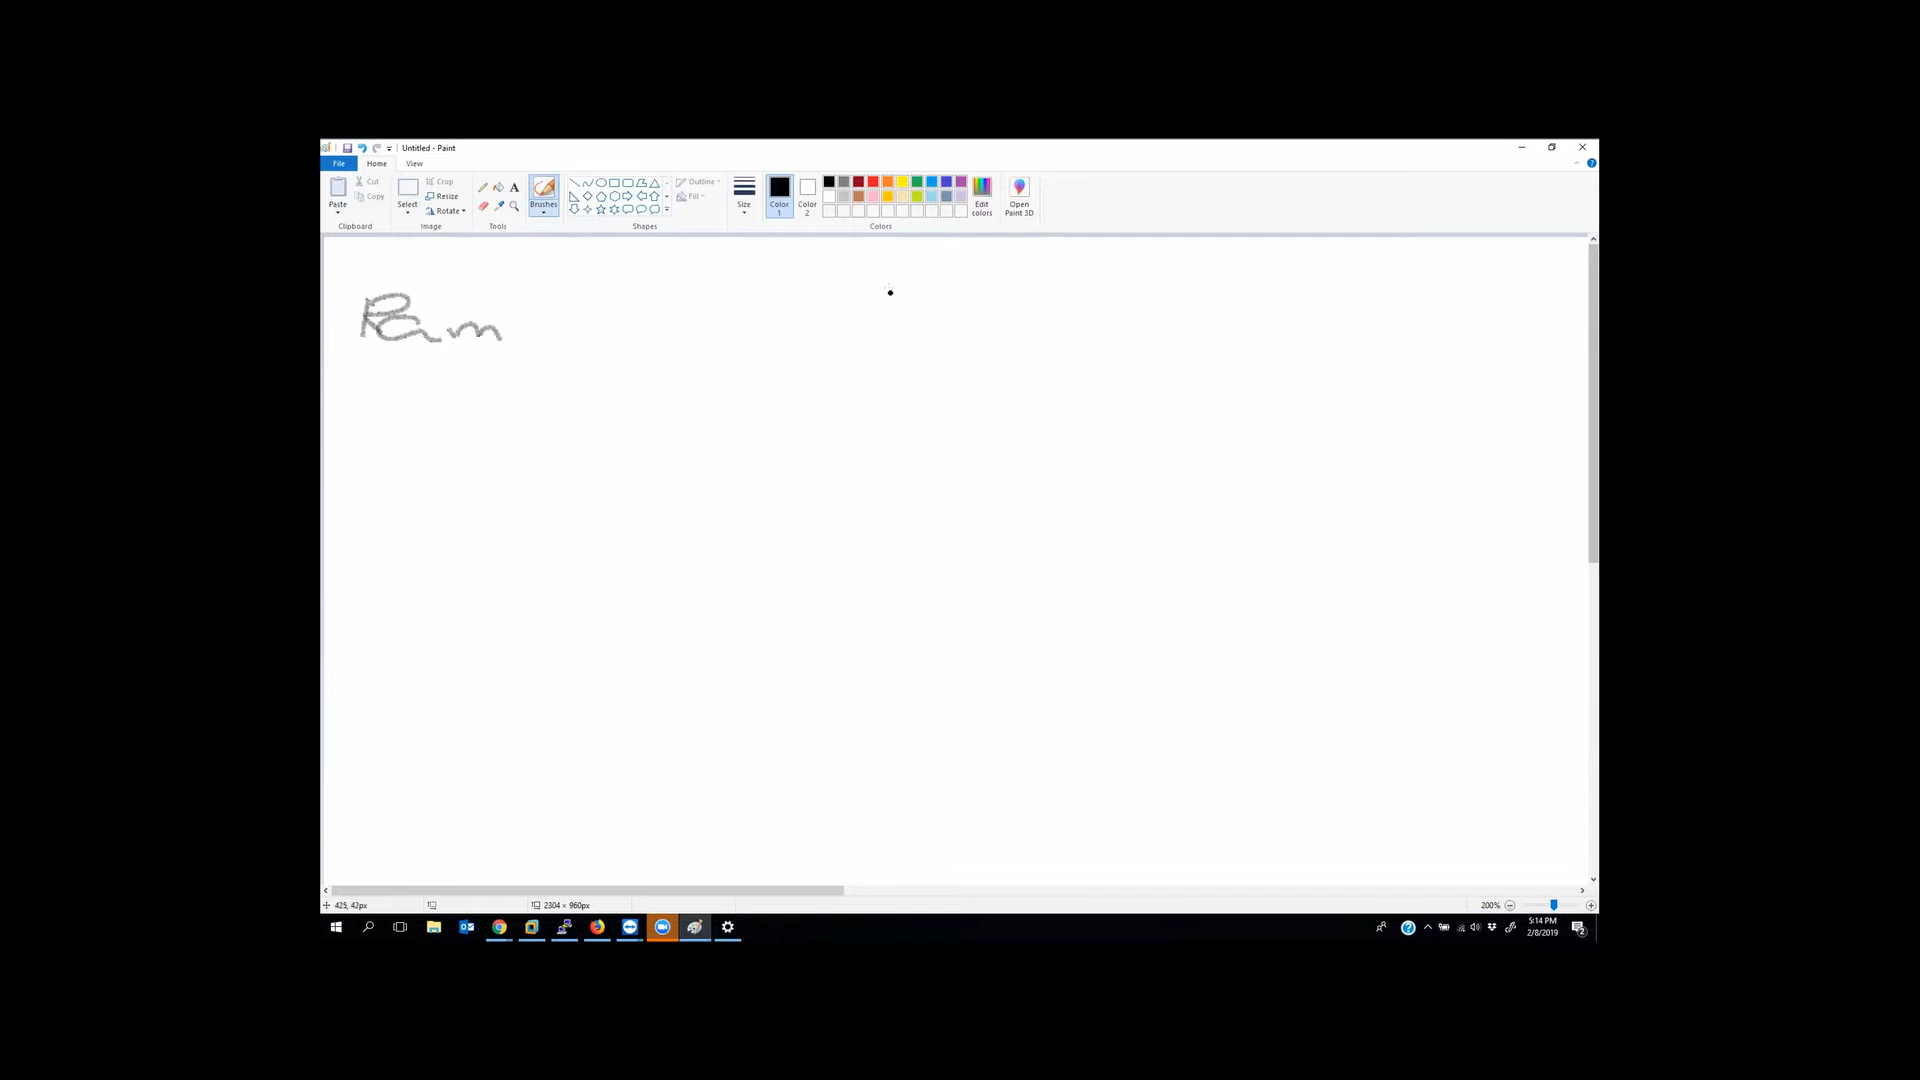 Untitled - Paint
File Home View
Paste
Cut
Copy
Clipboard
Select
Crop
Resize
Rotate
Image
A
Tools
Brushes
Outline
Fill
Shapes
Size
Color 1
Color 2
Edit colors
Colors
Open Paint 3D
Ram
425, 42px
2304 × 960px
200%
5:14 PM
2/8/2019
2